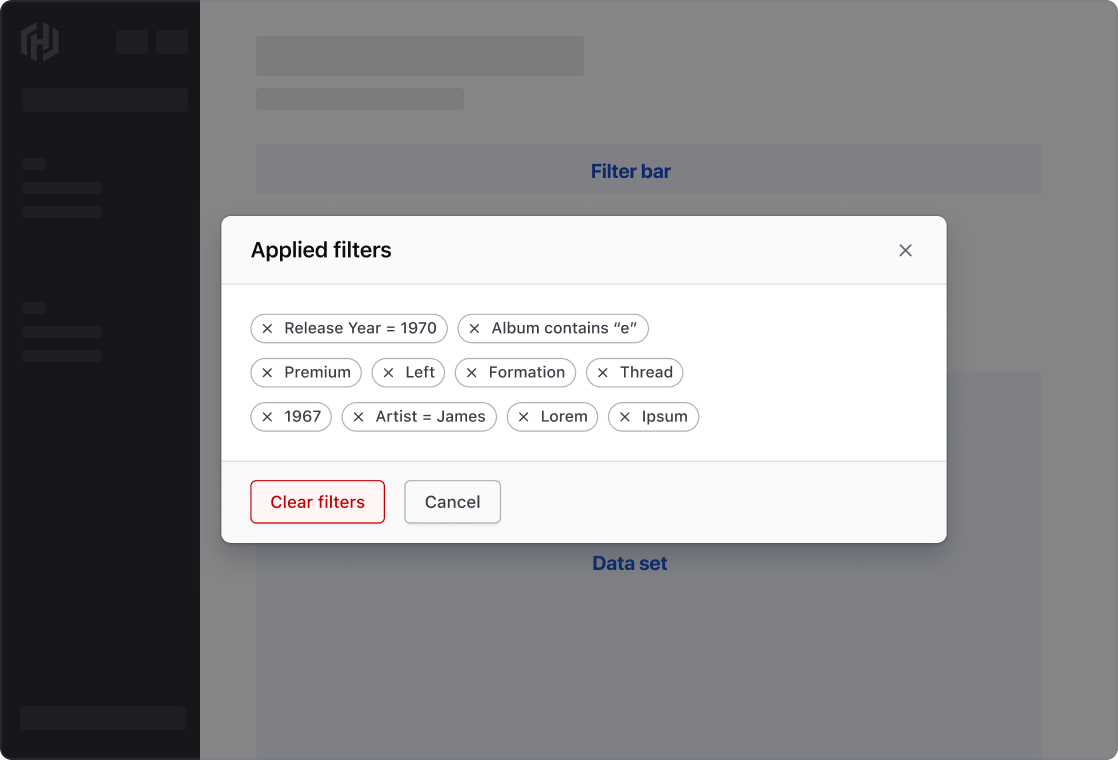 Filter bar
Applied filters
Release Year = 1970 Album contains “e”
Premium Left Formation Thread
1967 Artist = James Lorem Ipsum
Clear filters Cancel
Data set